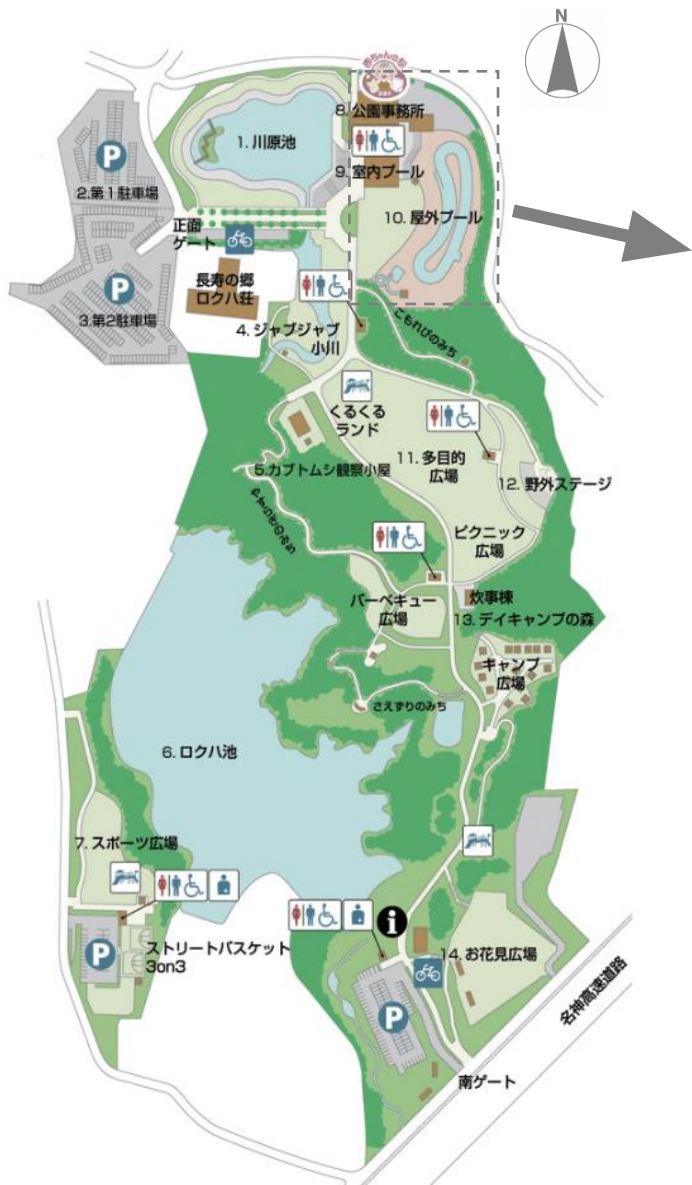 N
赤ちゃんの駅
8. 公園事務所
1. 川原池
P
9. 室内プール
2.第1駐車場
10. 屋外プール
正面
ゲート
長寿の郷
ロクハ荘
P
3.第2駐車場
4. ジャブジャブ
小川
こもれびのみち
くるくる
ランド
5.カブトムシ観察小屋
11. 多目的
広場
12. 野外ステージ
ピクニック
広場
バーベキュー
広場
炊事棟
13. デイキャンプの森
キャンプ
広場
さえずりのみち
6. ロクハ池
7. スポーツ広場
P
ストリートバスケット
3on3
i
14. お花見広場
P
名神高速道路
南ゲート